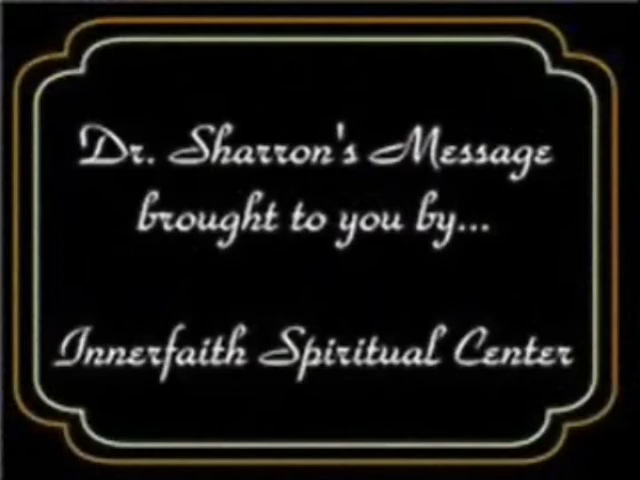 Dr. Sharron's Message
brought to you by...
Innerfaith Spiritual Center